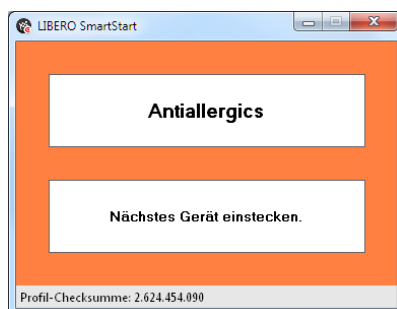 LIBERO SmartStart
Antiallergics
Nächstes Gerät einstecken.
Profil-Checksumme: 2.624.454.090